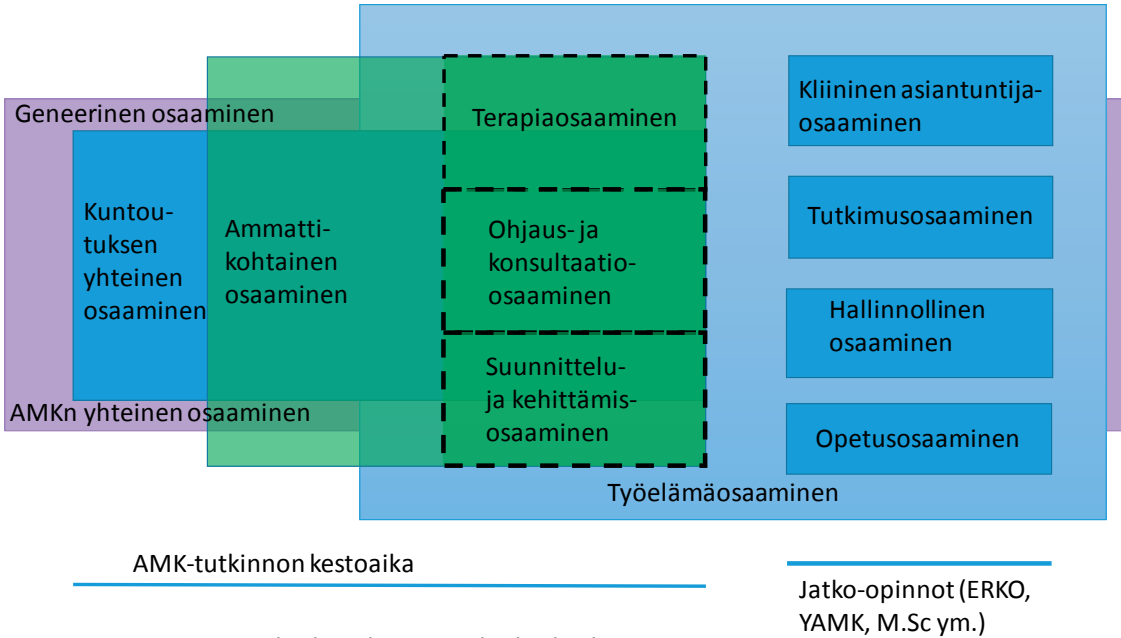 Geneerinen osaaminen
Kuntou-
tuksen
yhteinen
osaaminen
AMKn yhteinen osaaminen
Ammatti-
kohtainen
osaaminen
Terapiaosaaminen
Ohjaus- ja
konsultaatio-
osaaminen
Suunnittelu-
ja kehittämis-
osaaminen
Kliininen asiantuntija-
osaaminen
Tutkimusosaaminen
Hallinnollinen
osaaminen
Opetusosaaminen
Työelämäosaaminen
AMK-tutkinnon kestoaika
Jatko-opinnot (ERKO,
YAMK, M.Sc ym.)